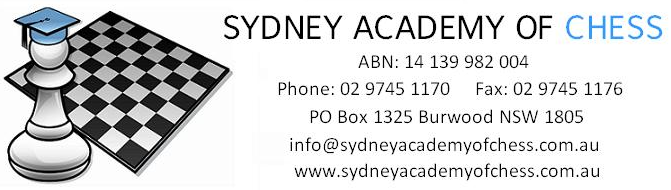 SYDNEY ACADEMY OF CHESS
ABN: 14 139 982 004
Phone: 02 9745 1170 Fax: 02 9745 1176
PO Box 1325 Burwood NSW 1805
info@sydneyacademyofchess.com.au
www.sydneyacademyofchess.com.au